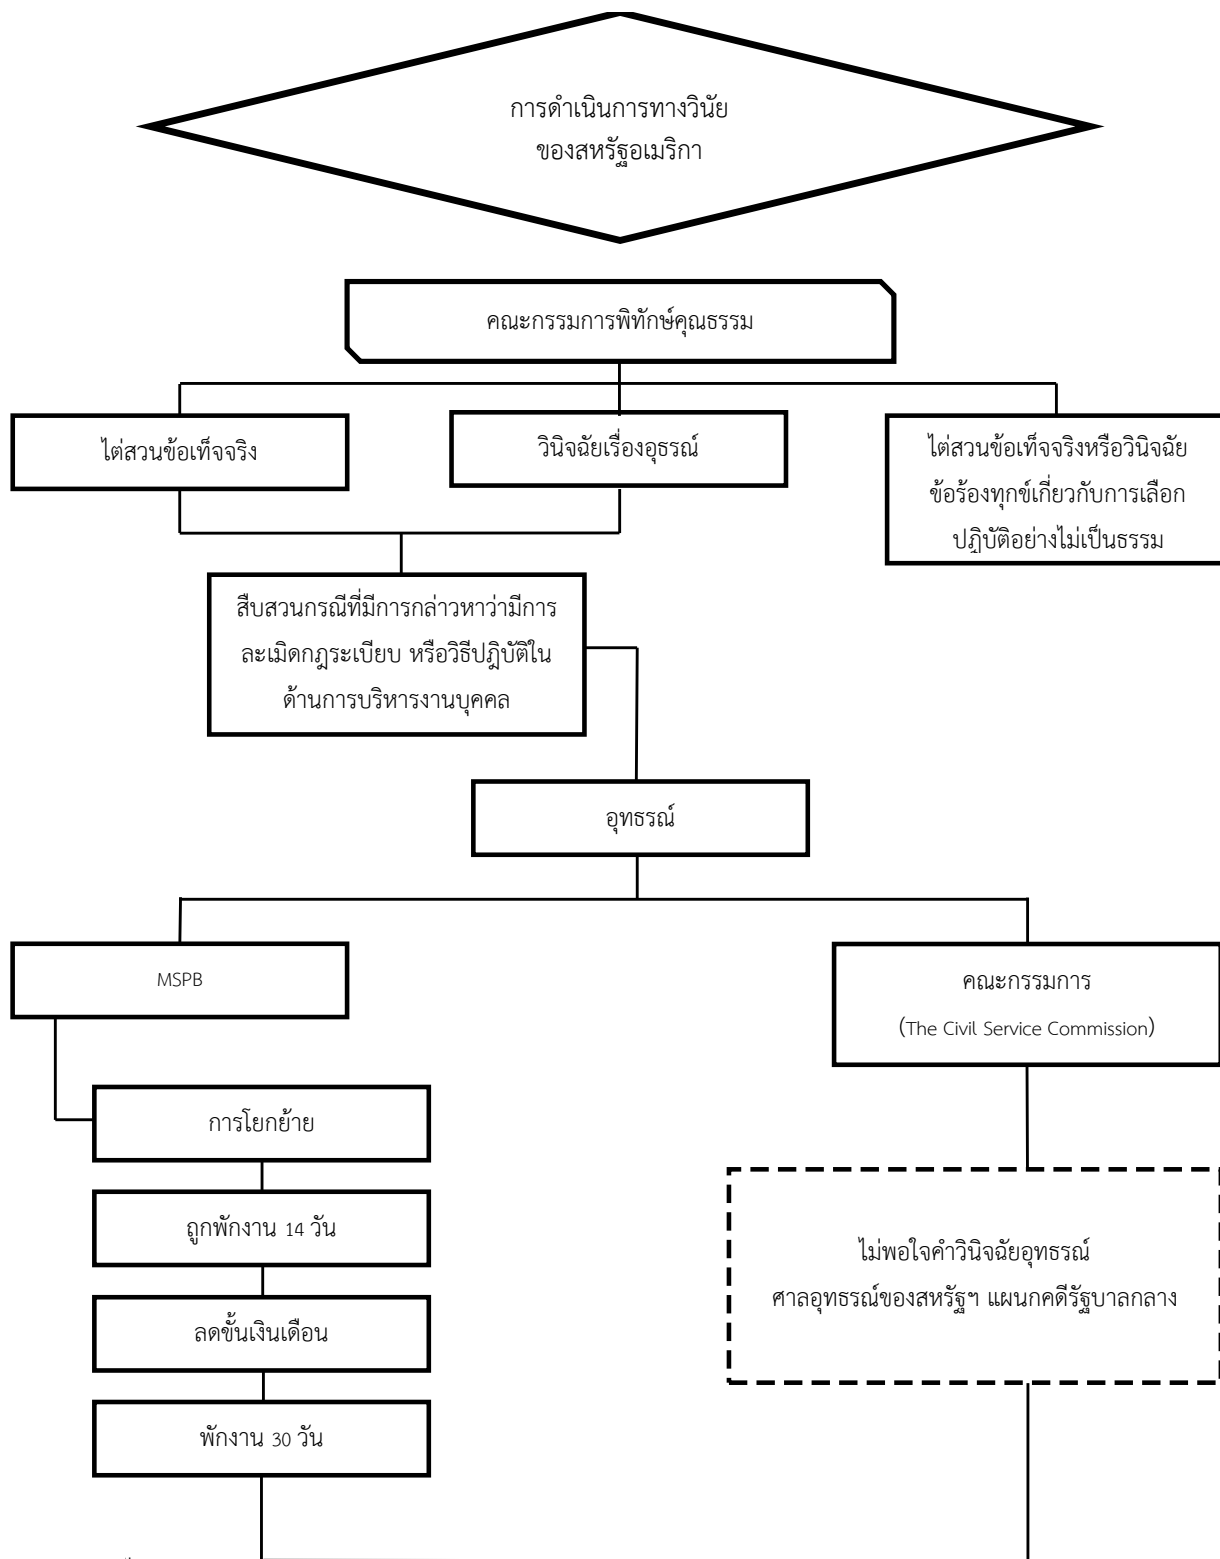 การดำเนินการทางวินัย
ของสหรัฐอเมริกา
คณะกรรมการพิทักษ์คุณธรรม
ไต่สวนข้อเท็จจริง
วินิจฉัยเรื่องอุธรณ์
ไต่สวนข้อเท็จจริงหรือวินิจฉัย
ข้อร้องทุกข์เกี่ยวกับการเลือก
ปฏิบัติอย่างไม่เป็นธรรม
สืบสวนกรณีที่มีการกล่าวหาว่ามีการ
ละเมิดกฎระเบียบ หรือวิธีปฏิบัติใน
ด้านการบริหารงานบุคคล
อุทธรณ์
MSPB
คณะกรรมการ
(The Civil Service Commission)
การโยกย้าย
ถูกพักงาน 14 วัน
ลดขั้นเงินเดือน
พักงาน 30 วัน
ไม่พอใจคำวินิจฉัยอุทธรณ์
ศาลอุทธรณ์ของสหรัฐฯ แผนกคดีรัฐบาลกลาง